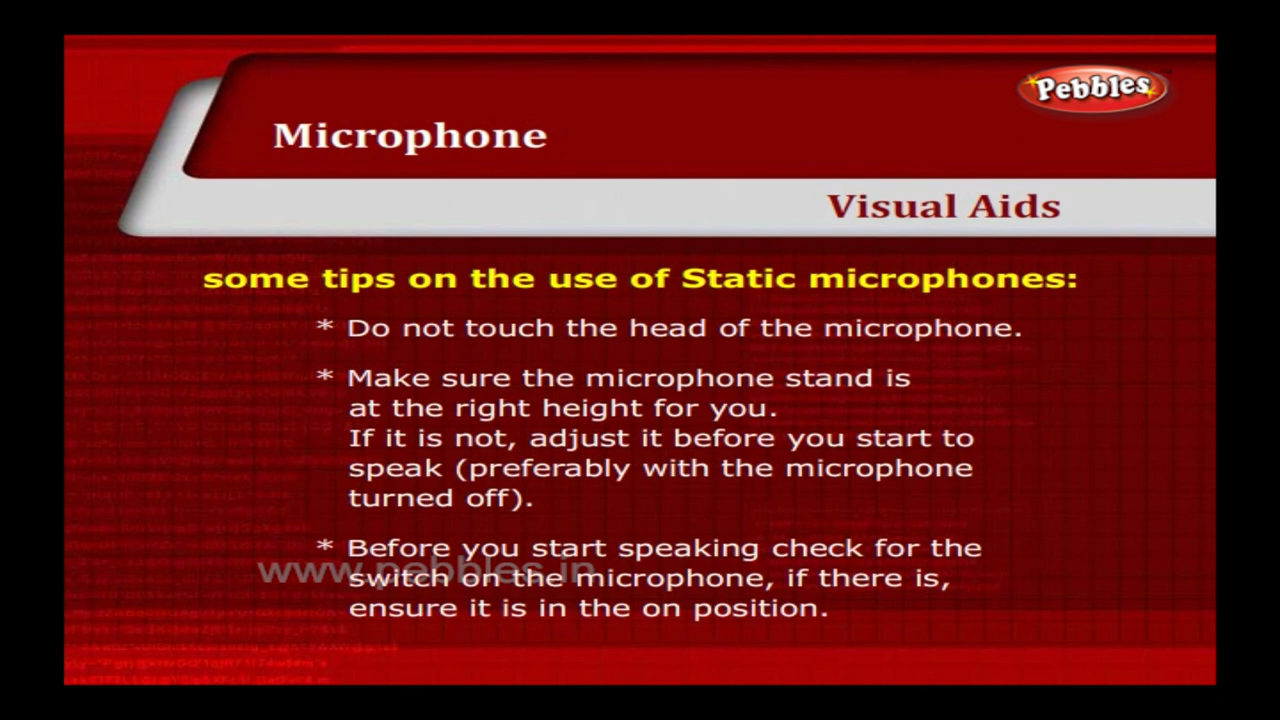 Pebbles
Microphone
Visual Aids
some tips on the use of Static microphones:
* Do not touch the head of the microphone.
* Make sure the microphone stand is
at the right height for you.
If it is not, adjust it before you start to
speak (preferably with the microphone
turned off).
* Before you start speaking check for the
www.pebbles.in
switch on the microphone, if there is,
ensure it is in the on position.